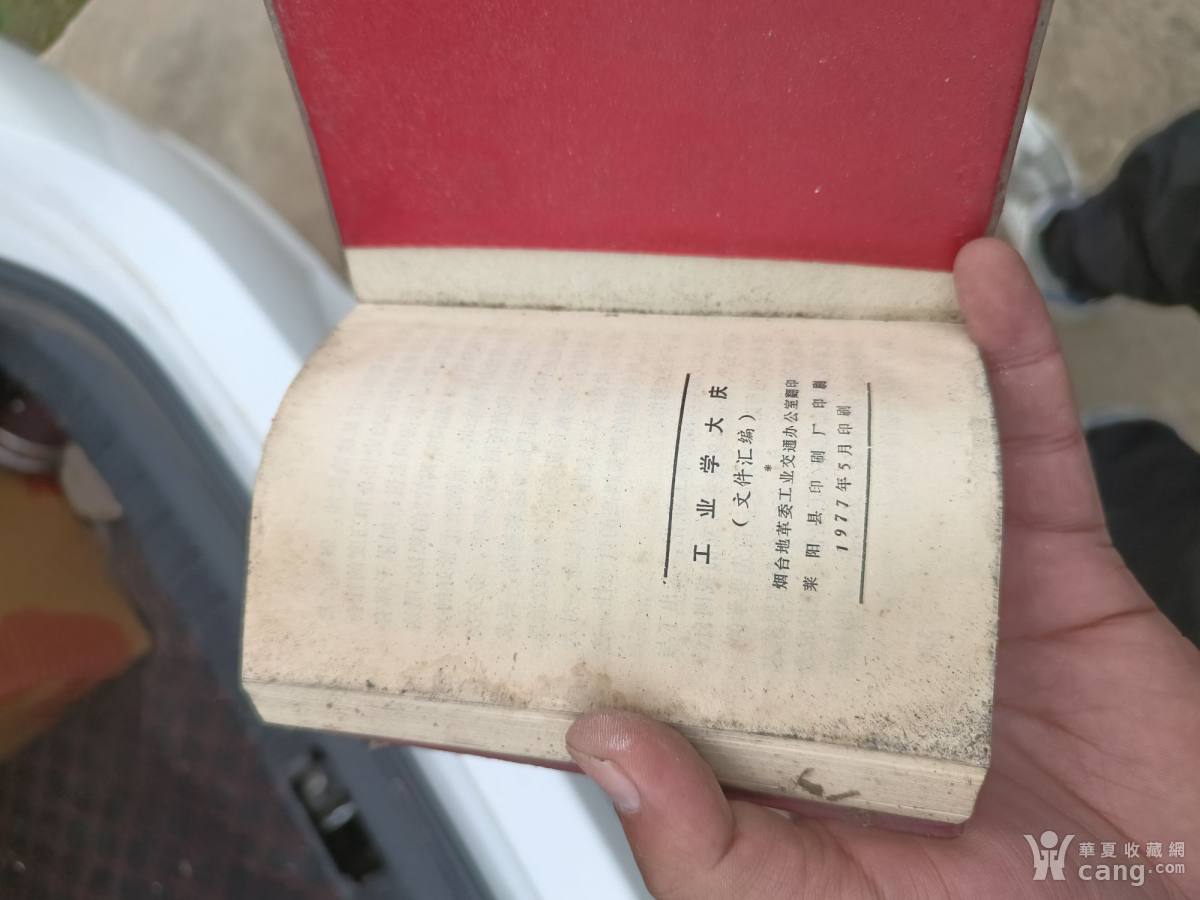 工业学大庆
（文件汇编）
*
烟台地革委工业交通办公室翻印
莱阳县印刷厂印刷
1977年5月印刷
華夏收藏網
cang.com